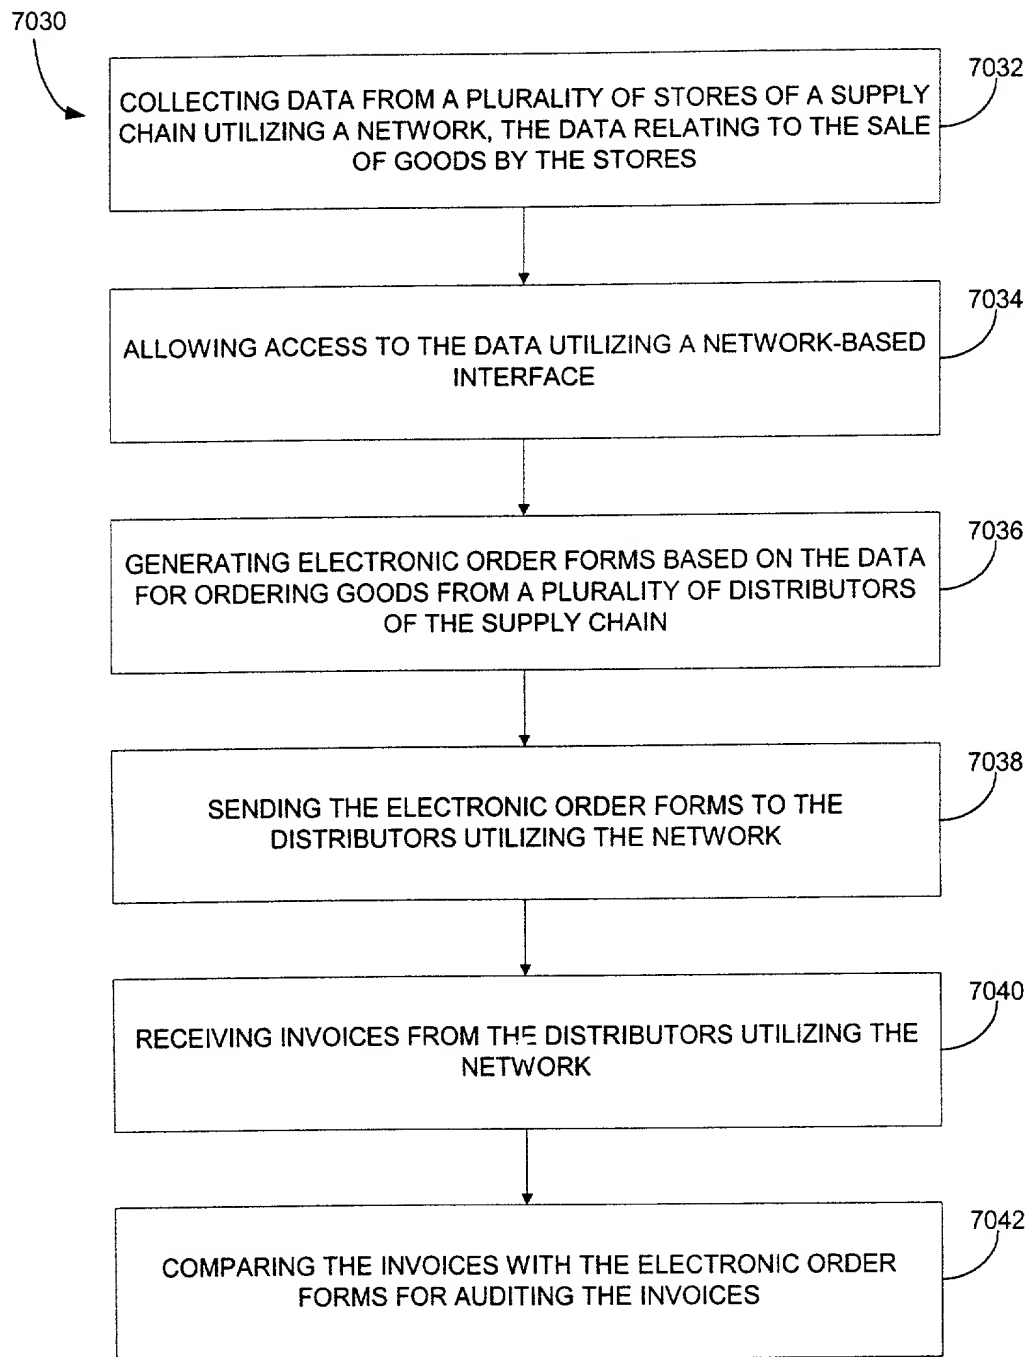 7030
7032
COLLECTING DATA FROM A PLURALITY OF STORES OF A SUPPLY
CHAIN UTILIZING A NETWORK, THE DATA RELATING TO THE SALE
OF GOODS BY THE STORES
7034
ALLOWING ACCESS TO THE DATA UTILIZING A NETWORK-BASED
INTERFACE
7036
GENERATING ELECTRONIC ORDER FORMS BASED ON THE DATA
FOR ORDERING GOODS FROM A PLURALITY OF DISTRIBUTORS
OF THE SUPPLY CHAIN
7038
SENDING THE ELECTRONIC ORDER FORMS TO THE
DISTRIBUTORS UTILIZING THE NETWORK
7040
RECEIVING INVOICES FROM THE DISTRIBUTORS UTILIZING THE
NETWORK
7042
COMPARING THE INVOICES WITH THE ELECTRONIC ORDER
FORMS FOR AUDITING THE INVOICES